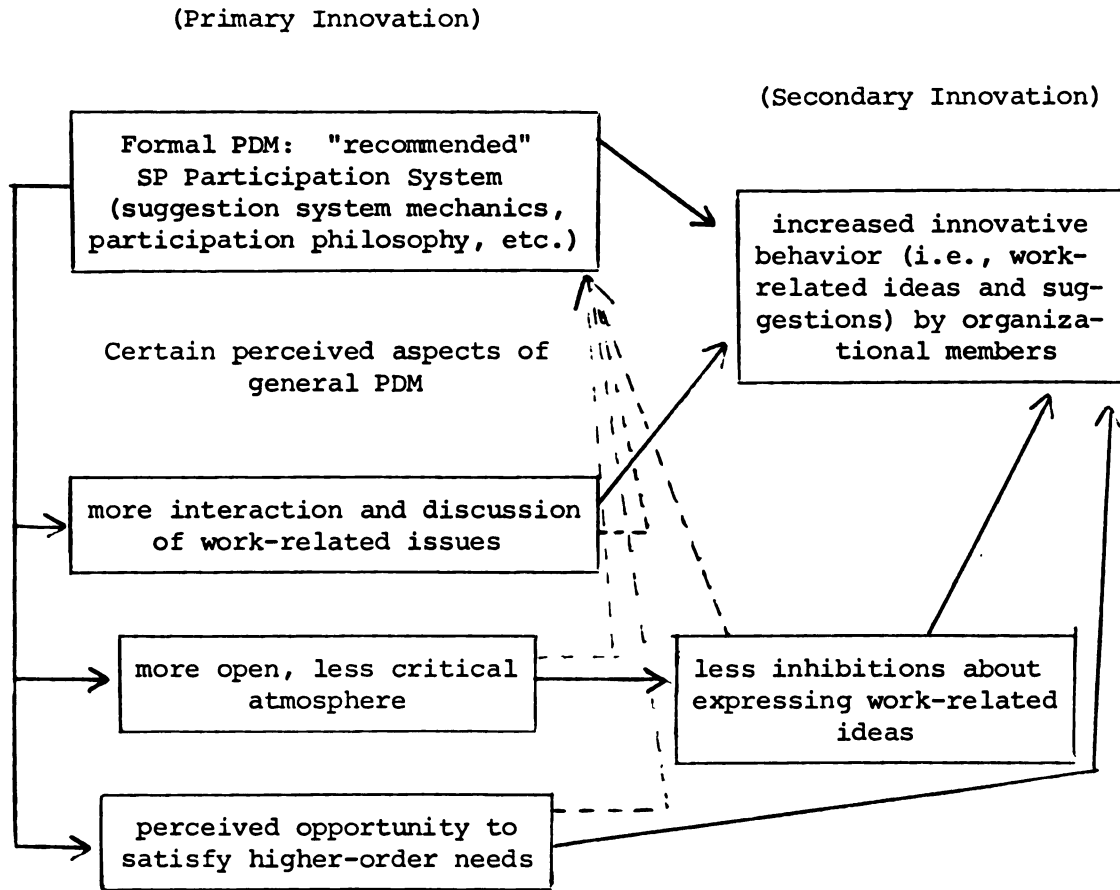 (Primary Innovation)
(Secondary Innovation)
Formal PDM: "recommended"
SP Participation System
(suggestion system mechanics,
participation philosophy, etc.)
increased innovative
behavior (i.e., work-
related ideas and sug-
gestions) by organiza-
tional members
Certain perceived aspects of
general PDM
more interaction and discussion
of work-related issues
more open, less critical
atmosphere
less inhibitions about
expressing work-related
ideas
perceived opportunity to
satisfy higher-order needs